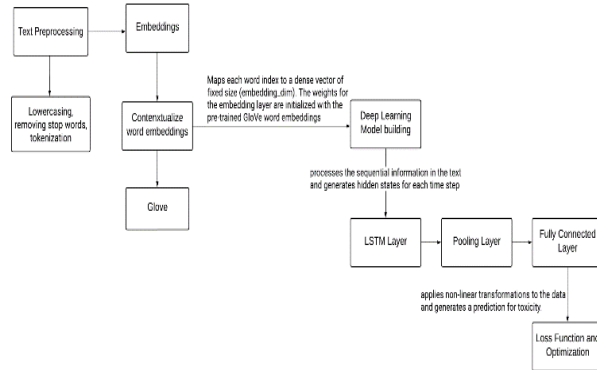 Text Preprocessing
Embeddings
Lowercasing,
removing stop words,
tokenization
Contenxtualize
word embeddings
Maps each word index to a dense vector of
fixed size (embedding_dim). The weights for
the embedding layer are initialized with the
pre-trained GloVe word embeddings
Deep Learning
Model building
Glove
processes the sequential information in the text
and generates hidden states for each time step
LSTM Layer
Pooling Layer
Fully Connected
Layer
applies non-linear transformations to the data
and generates a prediction for toxicity.
Loss Function and
Optimization